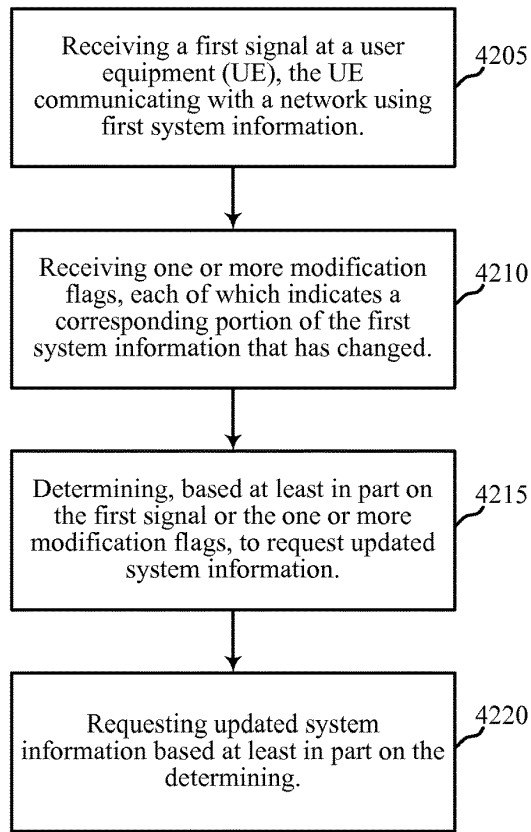 Receiving a first signal at a user
equipment (UE), the UE
communicating with a network using
first system information.
4205
Receiving one or more modification
flags, each of which indicates a
corresponding portion of the first
system information that has changed.
4210
Determining, based at least in part on
the first signal or the one or more
modification flags, to request updated
system information.
4215
Requesting updated system
information based at least in part on the
determining.
4220